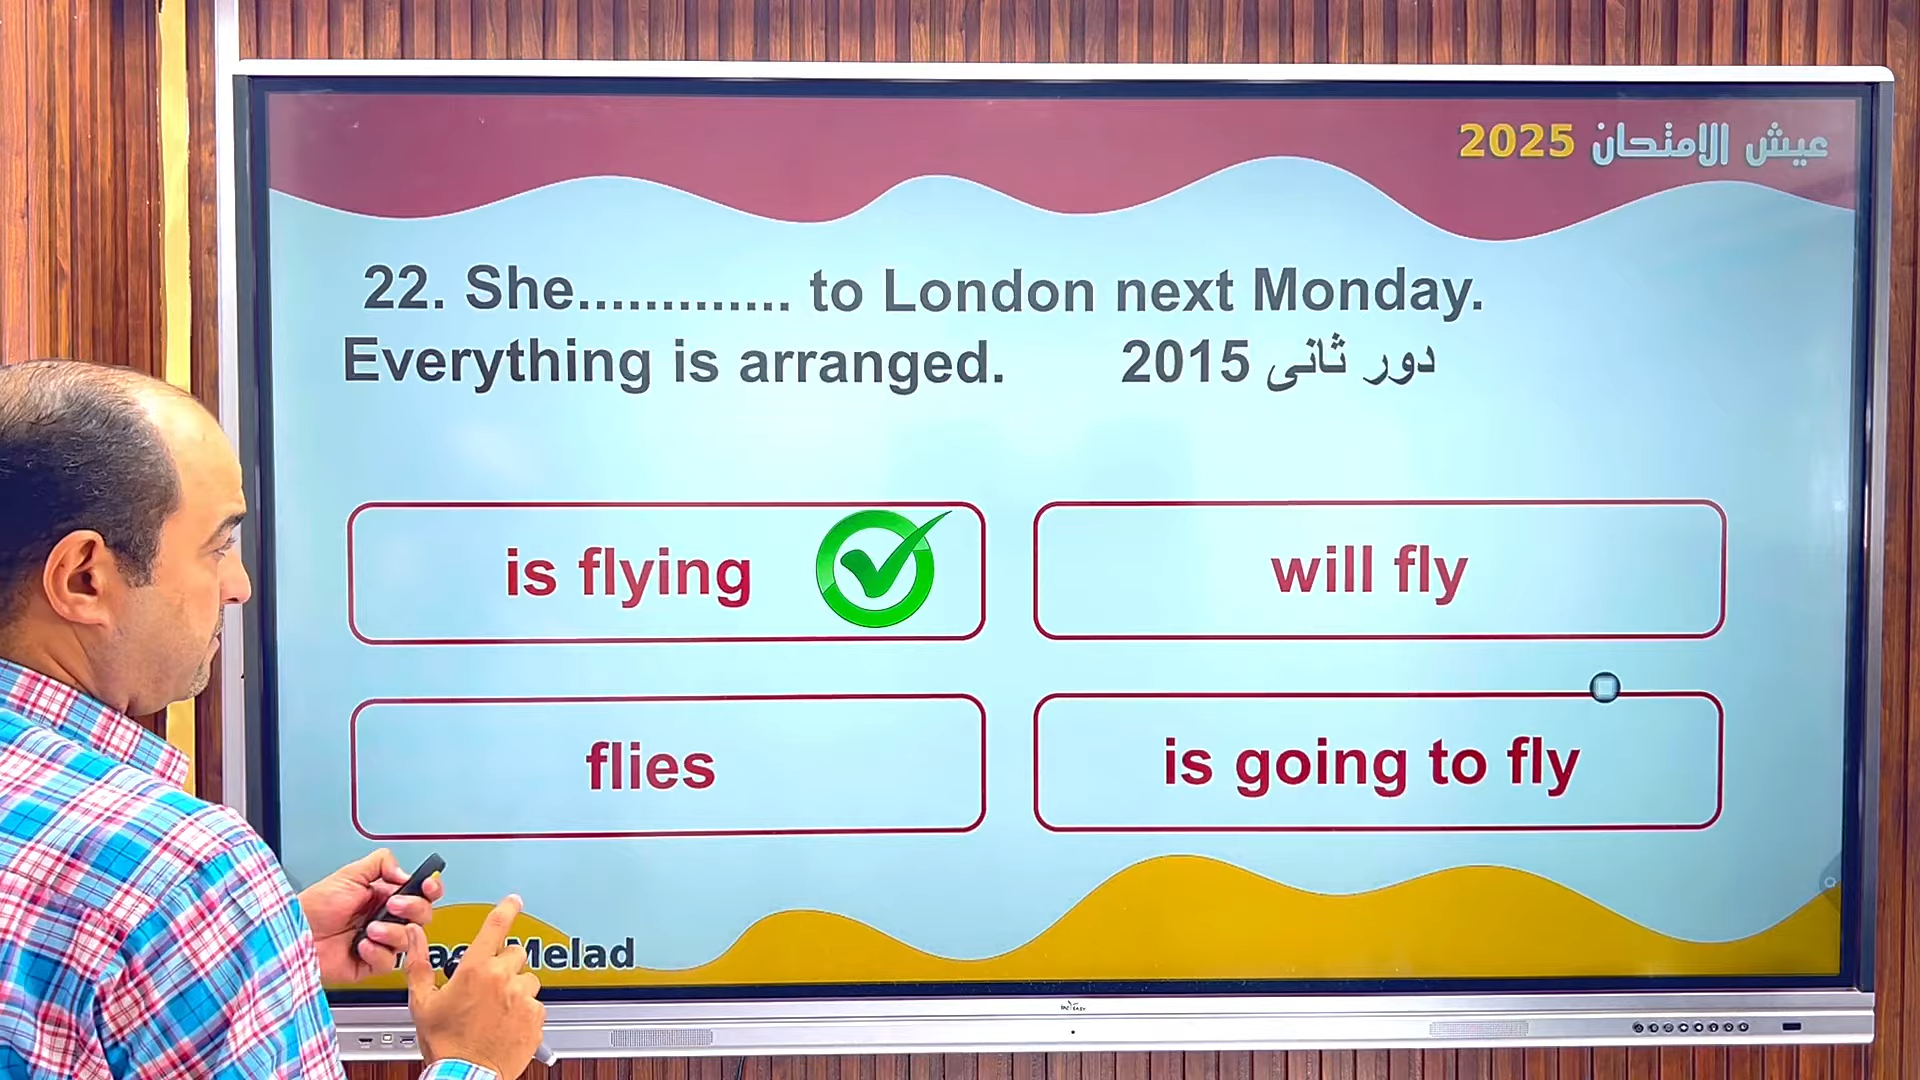 عيش الامتحان 2025
22. She............. to London next Monday.
Everything is arranged. دور ثانى 2015
is flying
will fly
flies
is going to fly
Melad